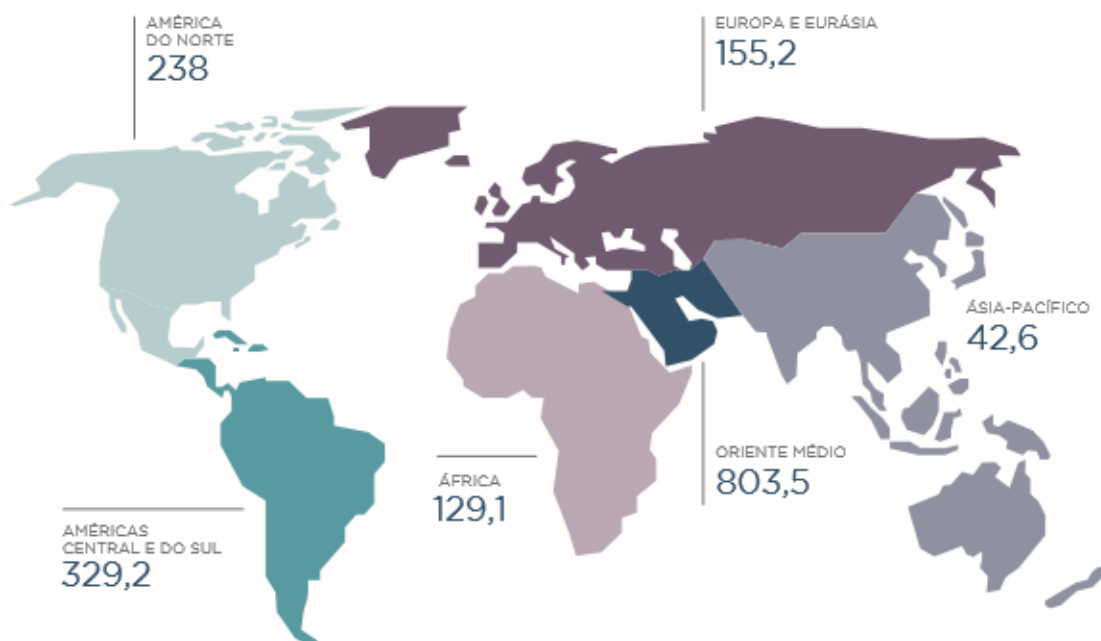 AMÉRICA
DO NORTE
238
EUROPA E EURÁSIA
155,2
ÁSIA-PACÍFICO
42,6
ORIENTE MÉDIO
803,5
ÁFRICA
129,1
AMÉRICAS
CENTRAL E DO SUL
329,2